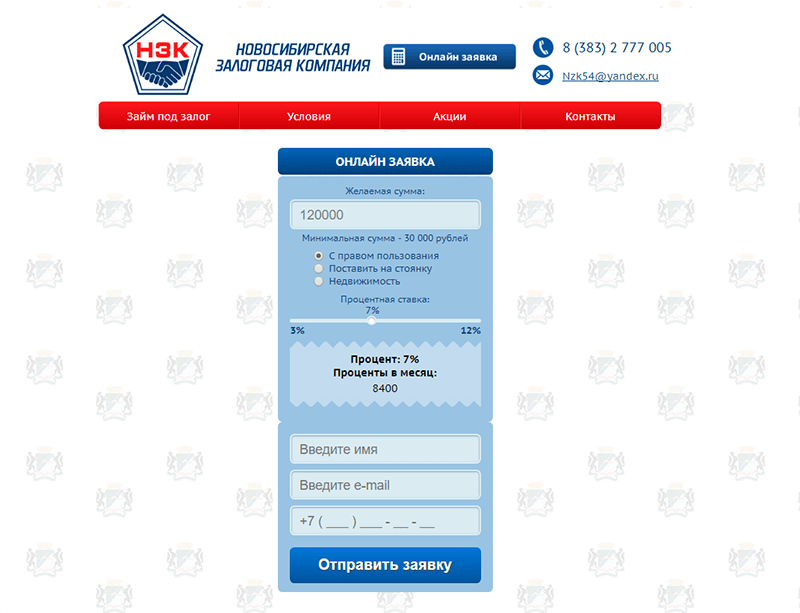 НЗК
НОВОСИБИРСКАЯ
ЗАЛОГОВАЯ КОМПАНИЯ
Онлайн заявка
8 (383) 2 777 005
Nzk54@yandex.ru
Займ под залог Условия Акции Контакты
ОНЛАЙН ЗАЯВКА
Желаемая сумма:
120000
Минимальная сумма - 30 000 рублей
С правом пользования
Поставить на стоянку
Недвижимость
Процентная ставка:
7%
3% 12%
Процент: 7%
Проценты в месяц:
8400
Введите имя
Введите e-mail
+7 ( ___ ) ___ - __ - __
Отправить заявку